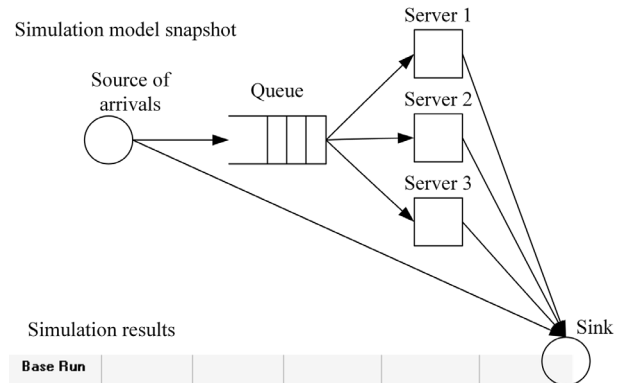 Simulation model snapshot
Server 1
Source of
arrivals
Queue
Server 2
Server 3
Simulation results
Sink
Base Run